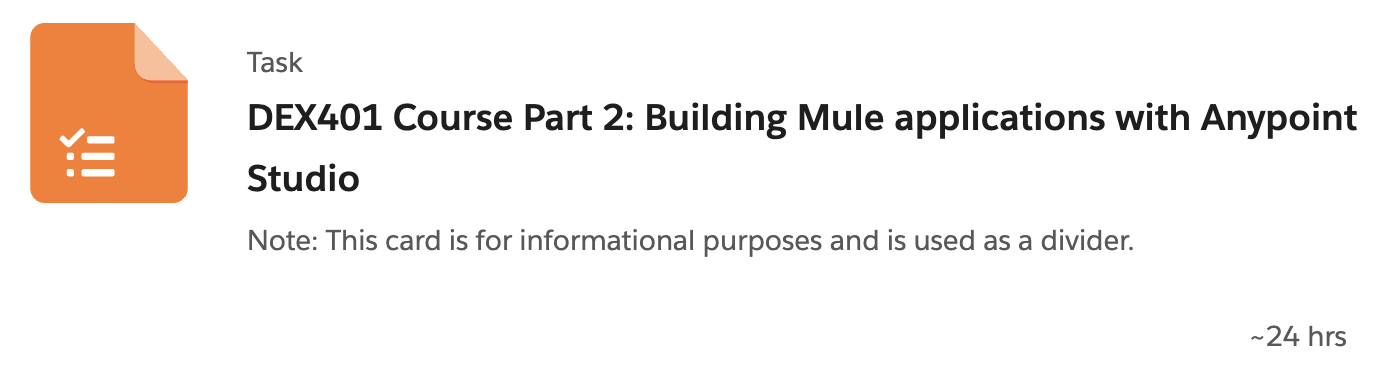 Task
DEX401 Course Part 2: Building Mule applications with Anypoint
Studio
Note: This card is for informational purposes and is used as a divider.
~24 hrs